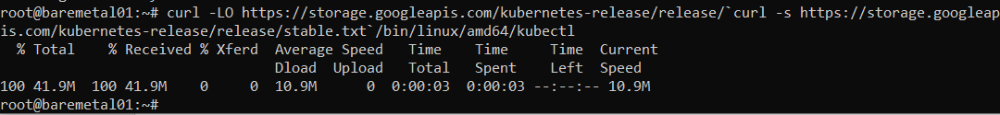 root@baremetal01:~# curl -LO https://storage.googleapis.com/kubernetes-release/release/`curl -s https://storage.googleap
is.com/kubernetes-release/release/stable.txt`/bin/linux/amd64/kubectl
  % Total    % Received % Xferd  Average Speed   Time    Time     Time  Current
                                 Dload  Upload   Total   Spent    Left  Speed
100 41.9M  100 41.9M    0     0  10.9M      0  0:00:03  0:00:03 --:--:-- 10.9M
root@baremetal01:~#